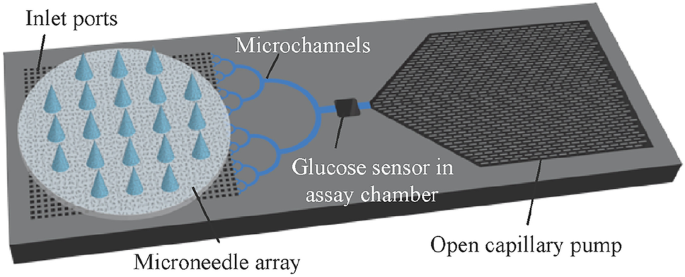 Inlet ports
Microchannels
Glucose sensor in
assay chamber
Open capillary pump
Microneedle array